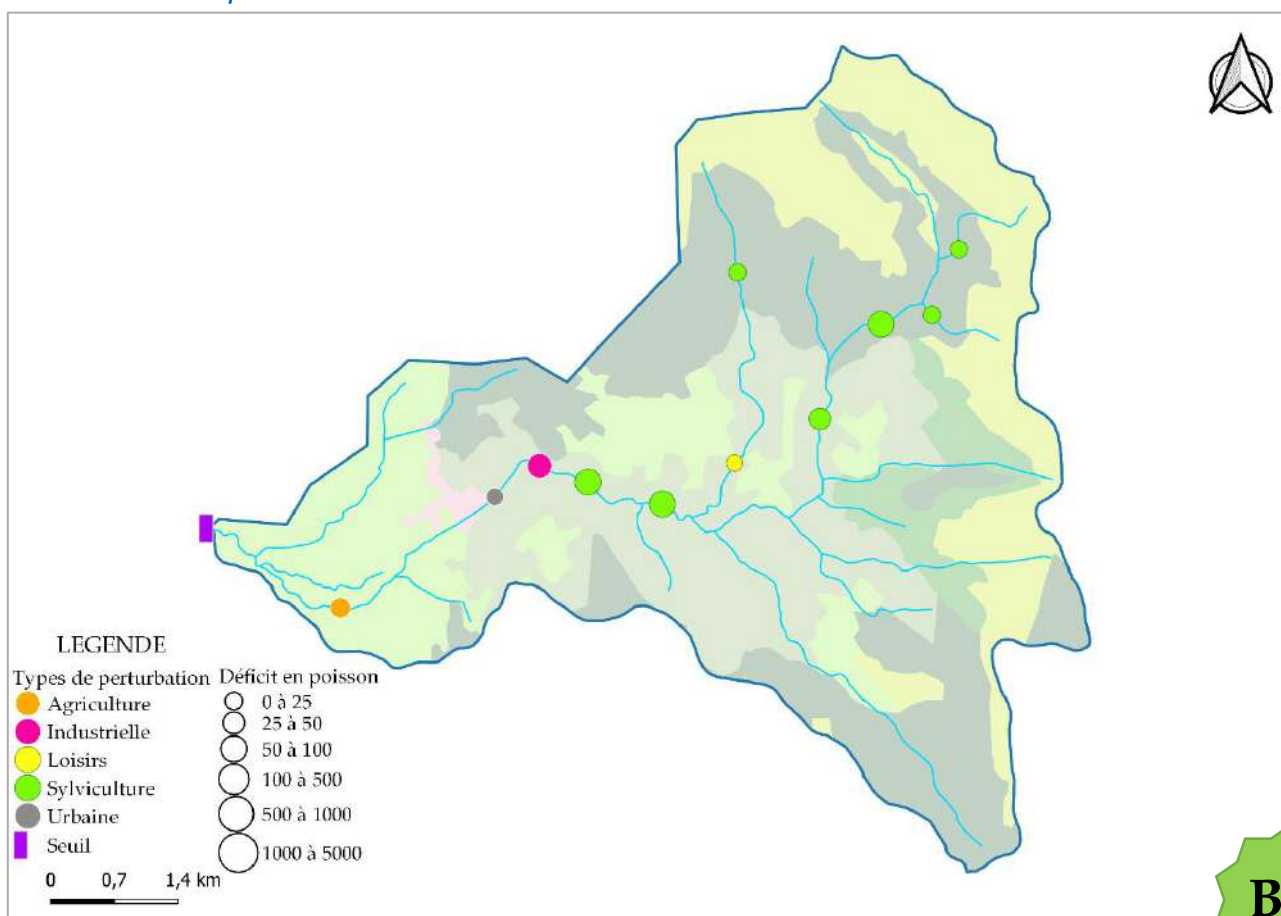 LEGENDE
Types de perturbation
Agriculture
Industrielle
Loisirs
Sylviculture
Urbaine
Seuil
Déficit en poisson
0 à 25
25 à 50
50 à 100
100 à 500
500 à 1000
1000 à 5000
0 0,7 1,4 km
B